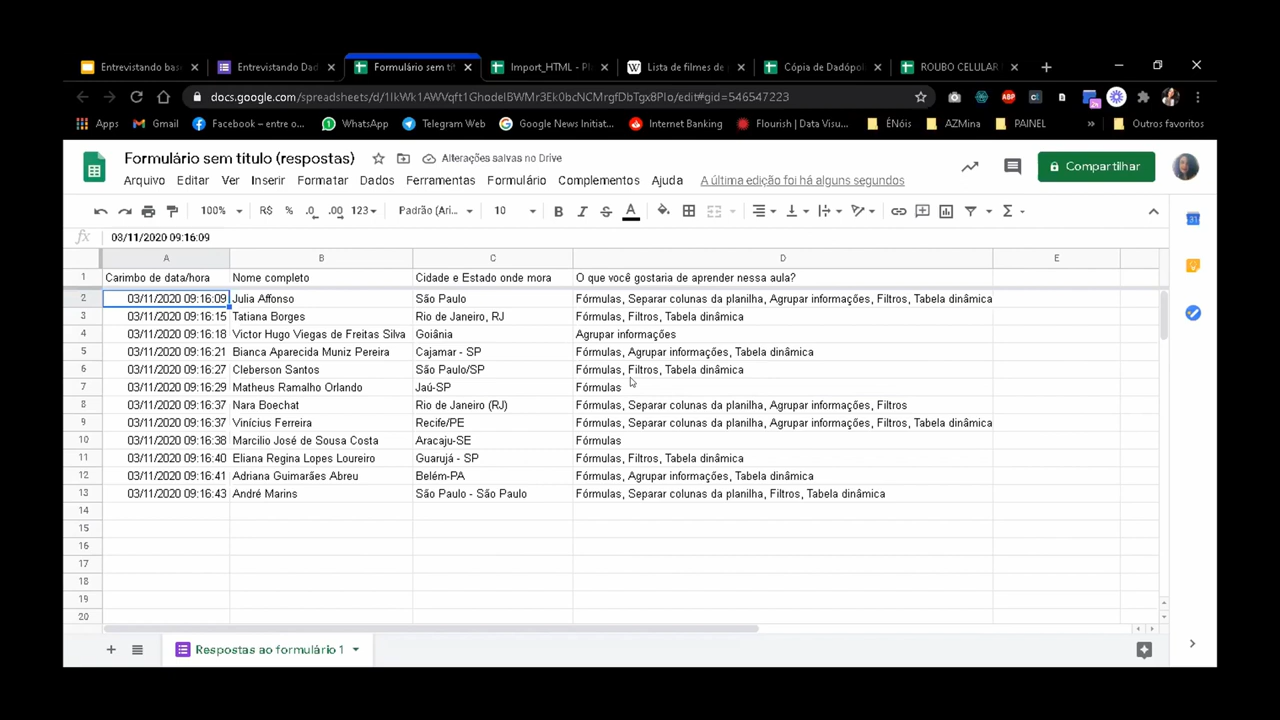 Entrevistando bas
Entrevistando Dad
Formulário sem tí
Import_HTML - Pl
Lista de filmes de
Cópia de Dadópol
ROUBO CELULAR
docs.google.com/spreadsheets/d/1IkWk1AWVqft1GhodelBWMr3Ek0bcNCMrgfDbTgx8PIo/edit#gid=546547223
Apps
Gmail
Facebook – entre o...
WhatsApp
Telegram Web
Google News Initiat...
Internet Banking
Flourish | Data Visu...
ÉNóis
AZMina
PAINEL
»
Outros favoritos
Formulário sem título (respostas)
Alterações salvas no Drive
Compartilhar
Arquivo Editar Ver Inserir Formatar Dados Ferramentas Formulário Complementos Ajuda
A última edição foi há alguns segundos
100% R$ % .0 .00 123 Padrão (Ari... 10 B I S A Σ
fx 03/11/2020 09:16:09
A B C D E
1 Carimbo de data/hora Nome completo Cidade e Estado onde mora O que você gostaria de aprender nessa aula?
2 03/11/2020 09:16:09 Julia Affonso São Paulo Fórmulas, Separar colunas da planilha, Agrupar informações, Filtros, Tabela dinâmica
3 03/11/2020 09:16:15 Tatiana Borges Rio de Janeiro, RJ Fórmulas, Filtros, Tabela dinâmica
4 03/11/2020 09:16:18 Victor Hugo Viegas de Freitas Silva Goiânia Agrupar informações
5 03/11/2020 09:16:21 Bianca Aparecida Muniz Pereira Cajamar - SP Fórmulas, Agrupar informações, Tabela dinâmica
6 03/11/2020 09:16:27 Cleberson Santos São Paulo/SP Fórmulas, Filtros, Tabela dinâmica
7 03/11/2020 09:16:29 Matheus Ramalho Orlando Jaú-SP Fórmulas
8 03/11/2020 09:16:37 Nara Boechat Rio de Janeiro (RJ) Fórmulas, Separar colunas da planilha, Agrupar informações, Filtros
9 03/11/2020 09:16:37 Vinícius Ferreira Recife/PE Fórmulas, Separar colunas da planilha, Agrupar informações, Filtros, Tabela dinâmica
10 03/11/2020 09:16:38 Marcilio José de Sousa Costa Aracaju-SE Fórmulas
11 03/11/2020 09:16:40 Eliana Regina Lopes Loureiro Guarujá - SP Fórmulas, Filtros, Tabela dinâmica
12 03/11/2020 09:16:41 Adriana Guimarães Abreu Belém-PA Fórmulas, Agrupar informações, Tabela dinâmica
13 03/11/2020 09:16:43 André Marins São Paulo - São Paulo Fórmulas, Separar colunas da planilha, Filtros, Tabela dinâmica
14
15
16
17
18
19
20
Respostas ao formulário 1